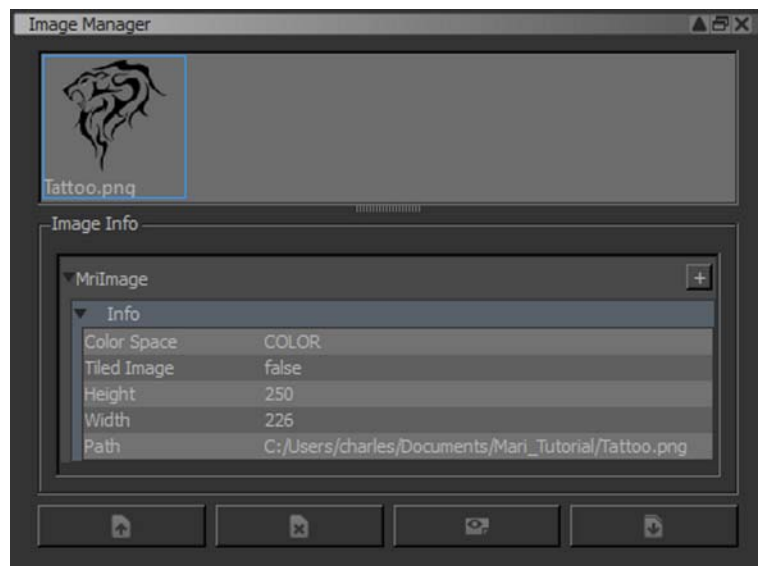 Image Manager
Tattoo.png
Image Info
MriImage
Info
Color Space COLOR
Tiled Image false
Height 250
Width 226
Path C:/Users/charles/Documents/Mari_Tutorial/Tattoo.png